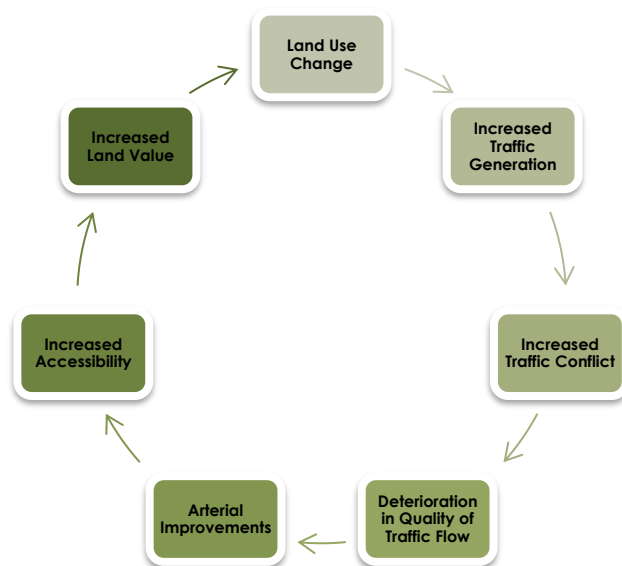 Land Use
Change
Increased
Traffic
Generation
Increased
Traffic Conflict
Deterioration
in Quality of
Traffic Flow
Arterial
Improvements
Increased
Accessibility
Increased
Land Value